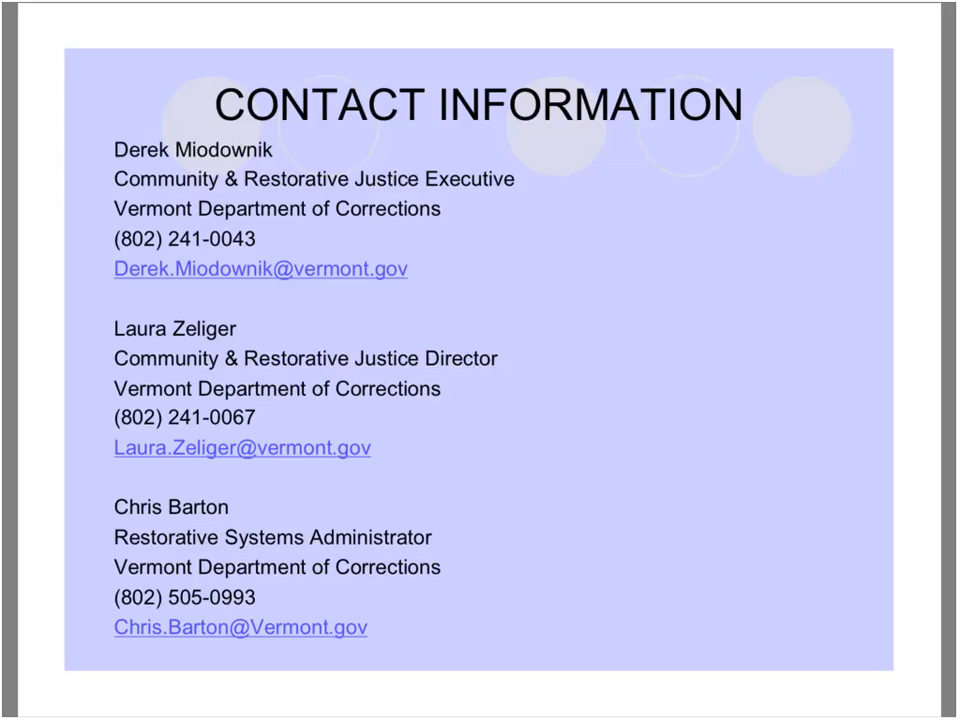 CONTACT INFORMATION
Derek Miodownik
Community & Restorative Justice Executive
Vermont Department of Corrections
(802) 241-0043
Derek.Miodownik@vermont.gov
Laura Zeliger
Community & Restorative Justice Director
Vermont Department of Corrections
(802) 241-0067
Laura.Zeliger@vermont.gov
Chris Barton
Restorative Systems Administrator
Vermont Department of Corrections
(802) 505-0993
Chris.Barton@Vermont.gov